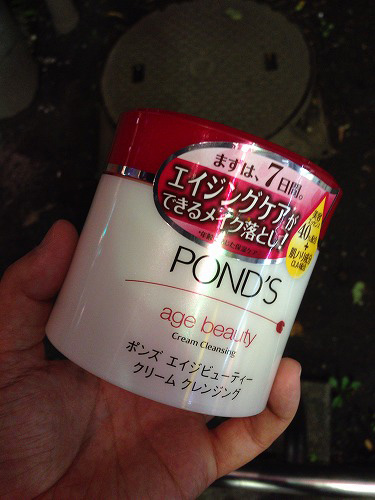 まずは、7日間。
エイジングケアが
できるメイク落とし!
POND'S
age beauty
Cream Cleansing
ポンズ エイジビューティー
クリーム クレンジング